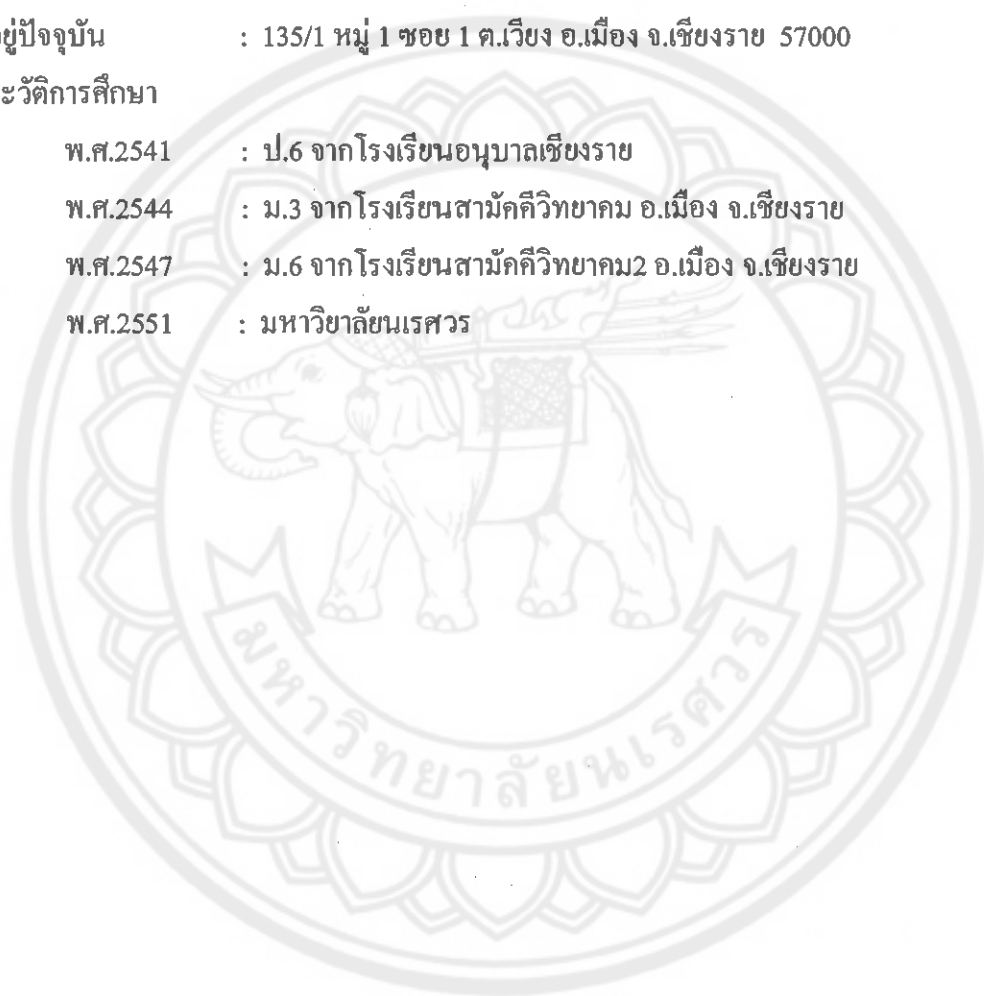 อยู่ปัจจุบัน : 135/1 หมู่ 1 ซอย 1 ต.เวียง อ.เมือง จ.เชียงราย 57000
ะวัติการศึกษา
พ.ศ.2541 : ป.6 จากโรงเรียนอนุบาลเชียงราย
พ.ศ.2544 : ม.3 จากโรงเรียนสามัคคีวิทยาคม อ.เมือง จ.เชียงราย
พ.ศ.2547 : ม.6 จากโรงเรียนสามัคคีวิทยาคม2 อ.เมือง จ.เชียงราย
พ.ศ.2551 : มหาวิยาลัยนเรศวร
มหาวิทยาลัยนเรศวร